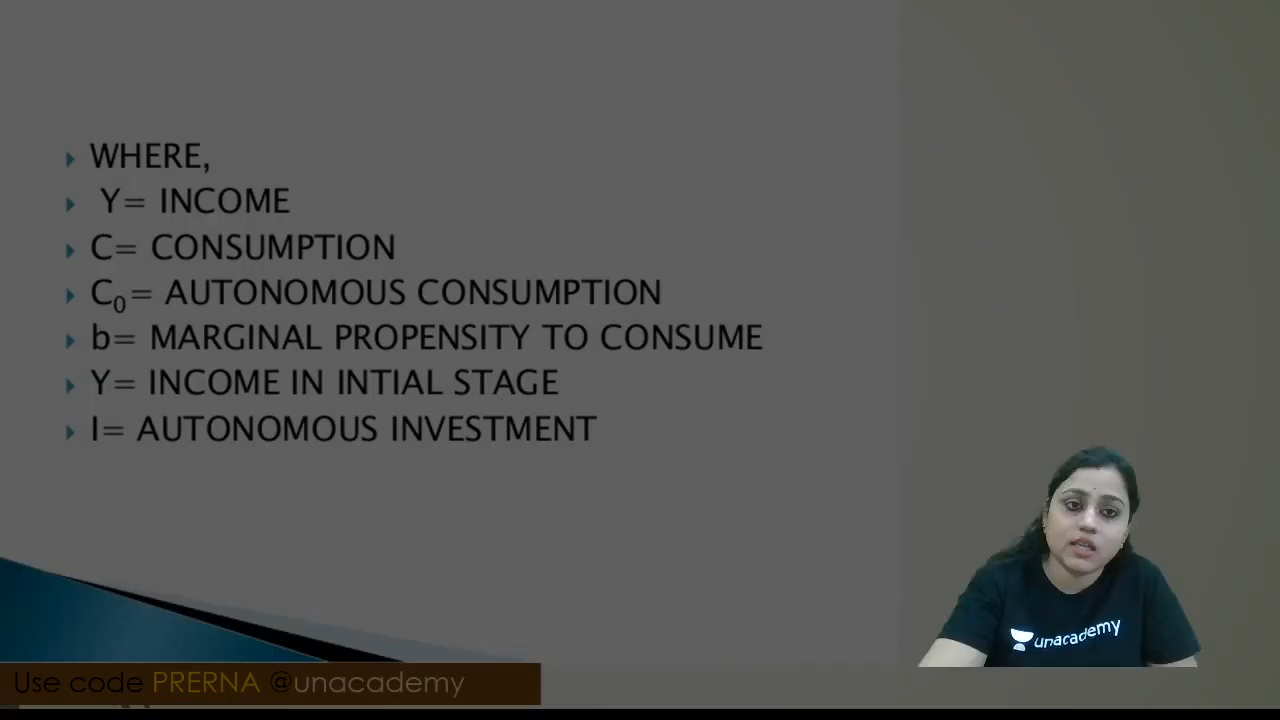 WHERE,
Y= INCOME
C= CONSUMPTION
C₀= AUTONOMOUS CONSUMPTION
b= MARGINAL PROPENSITY TO CONSUME
Y= INCOME IN INTIAL STAGE
I= AUTONOMOUS INVESTMENT
unacademy
Use code PRERNA @unacademy